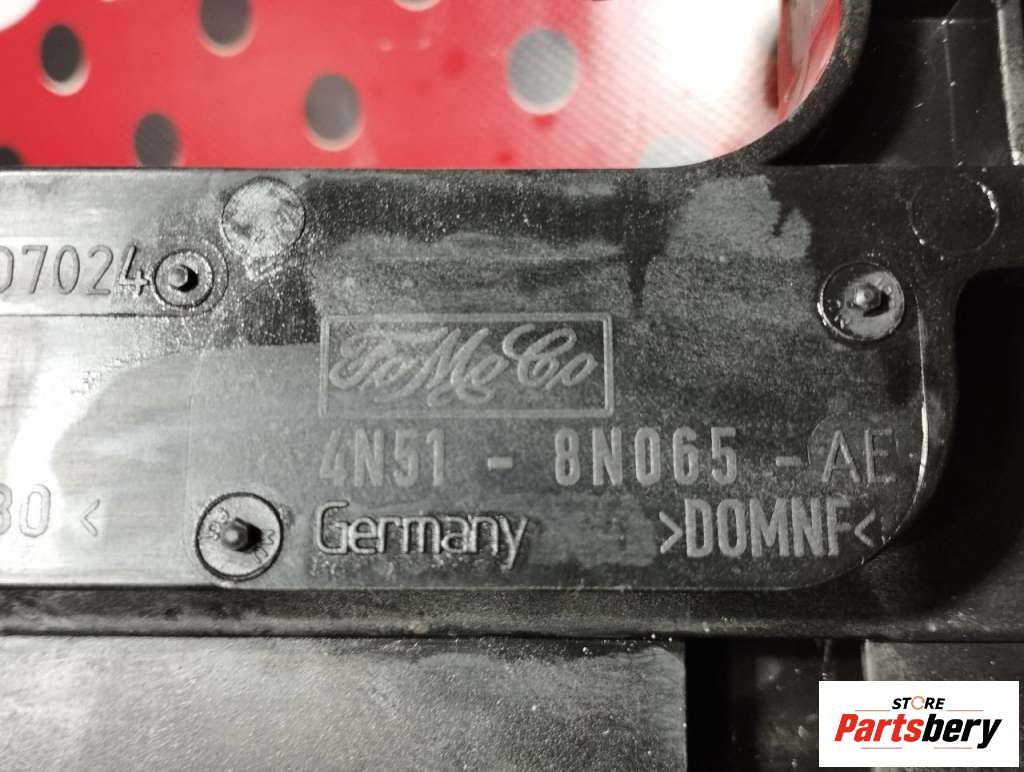 07024
FoMoCo
4N51 - 8N065 - AE
30 <
Germany
>DOMNF<
STORE
Partsbery